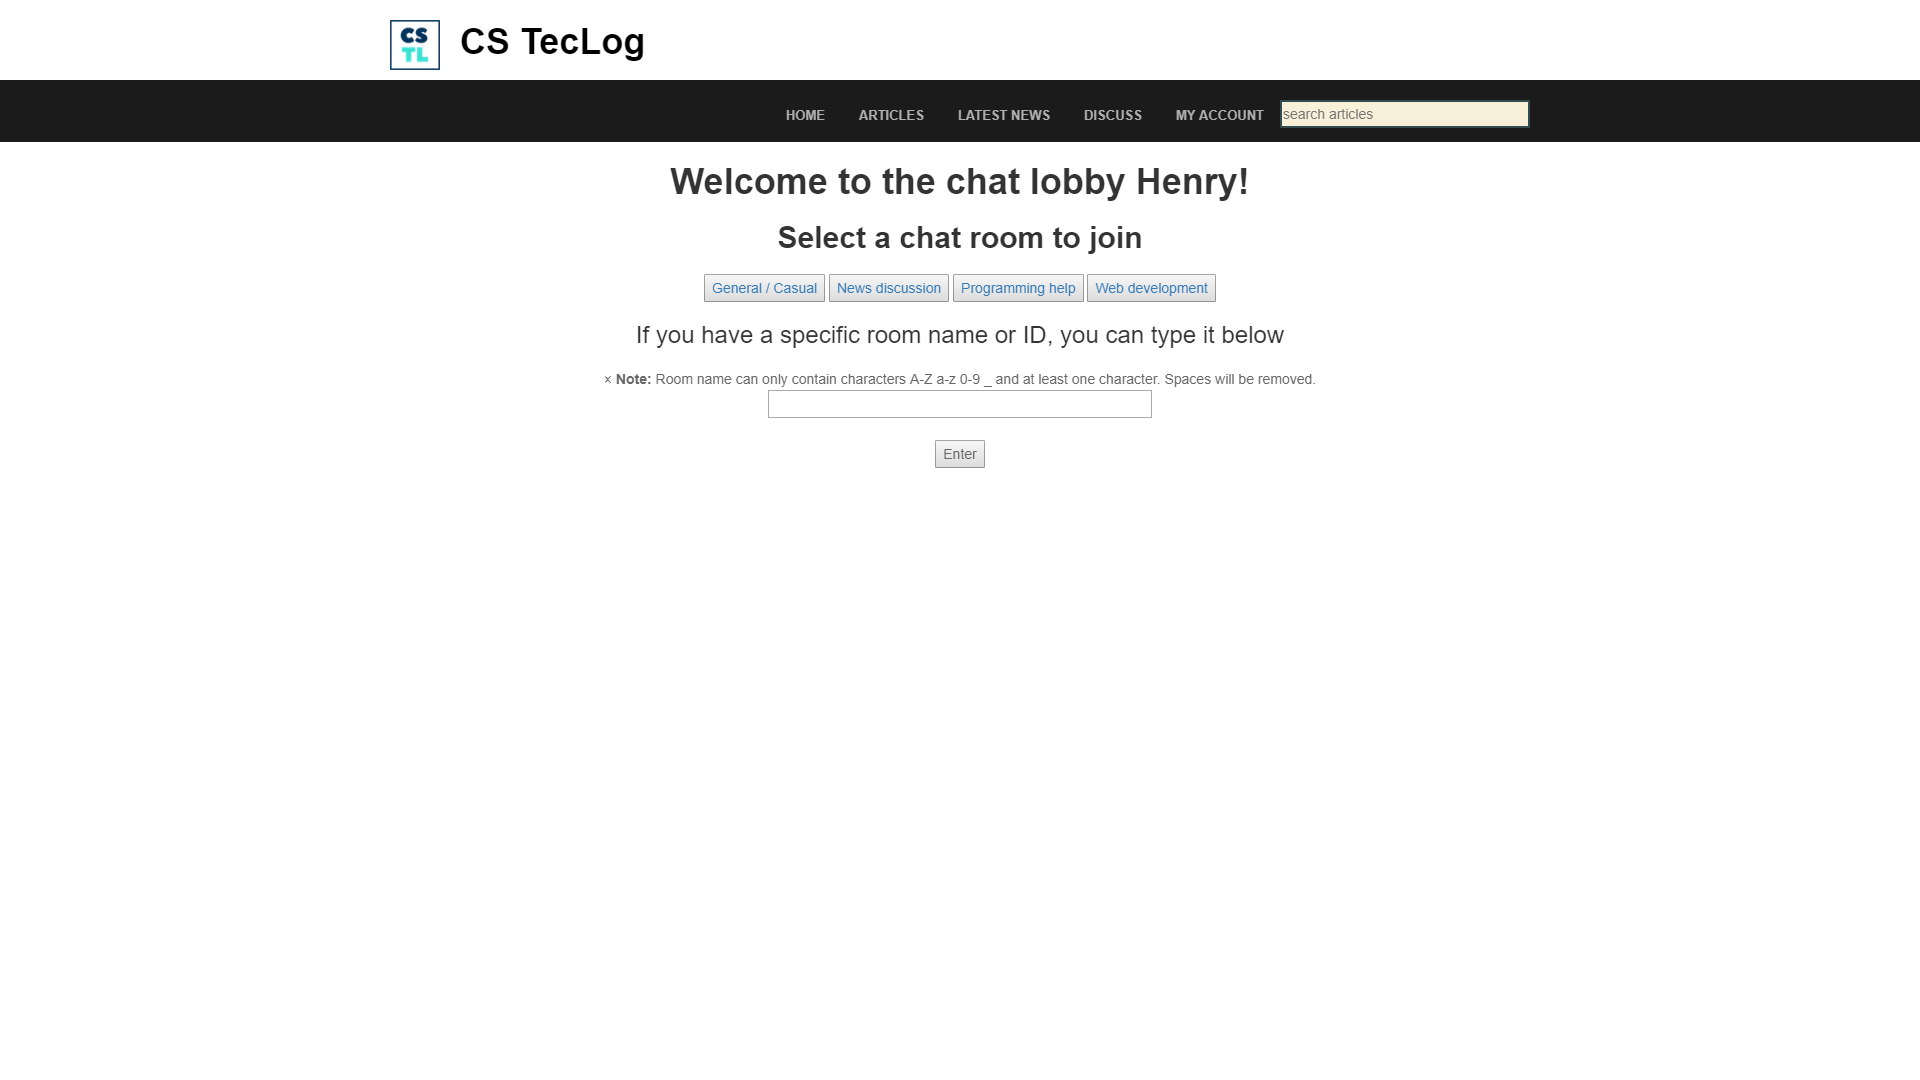 CS
TL
CS TecLog
HOME ARTICLES LATEST NEWS DISCUSS MY ACCOUNT search articles
Welcome to the chat lobby Henry!
Select a chat room to join
General / Casual News discussion Programming help Web development
If you have a specific room name or ID, you can type it below
× Note: Room name can only contain characters A-Z a-z 0-9 _ and at least one character. Spaces will be removed.
Enter